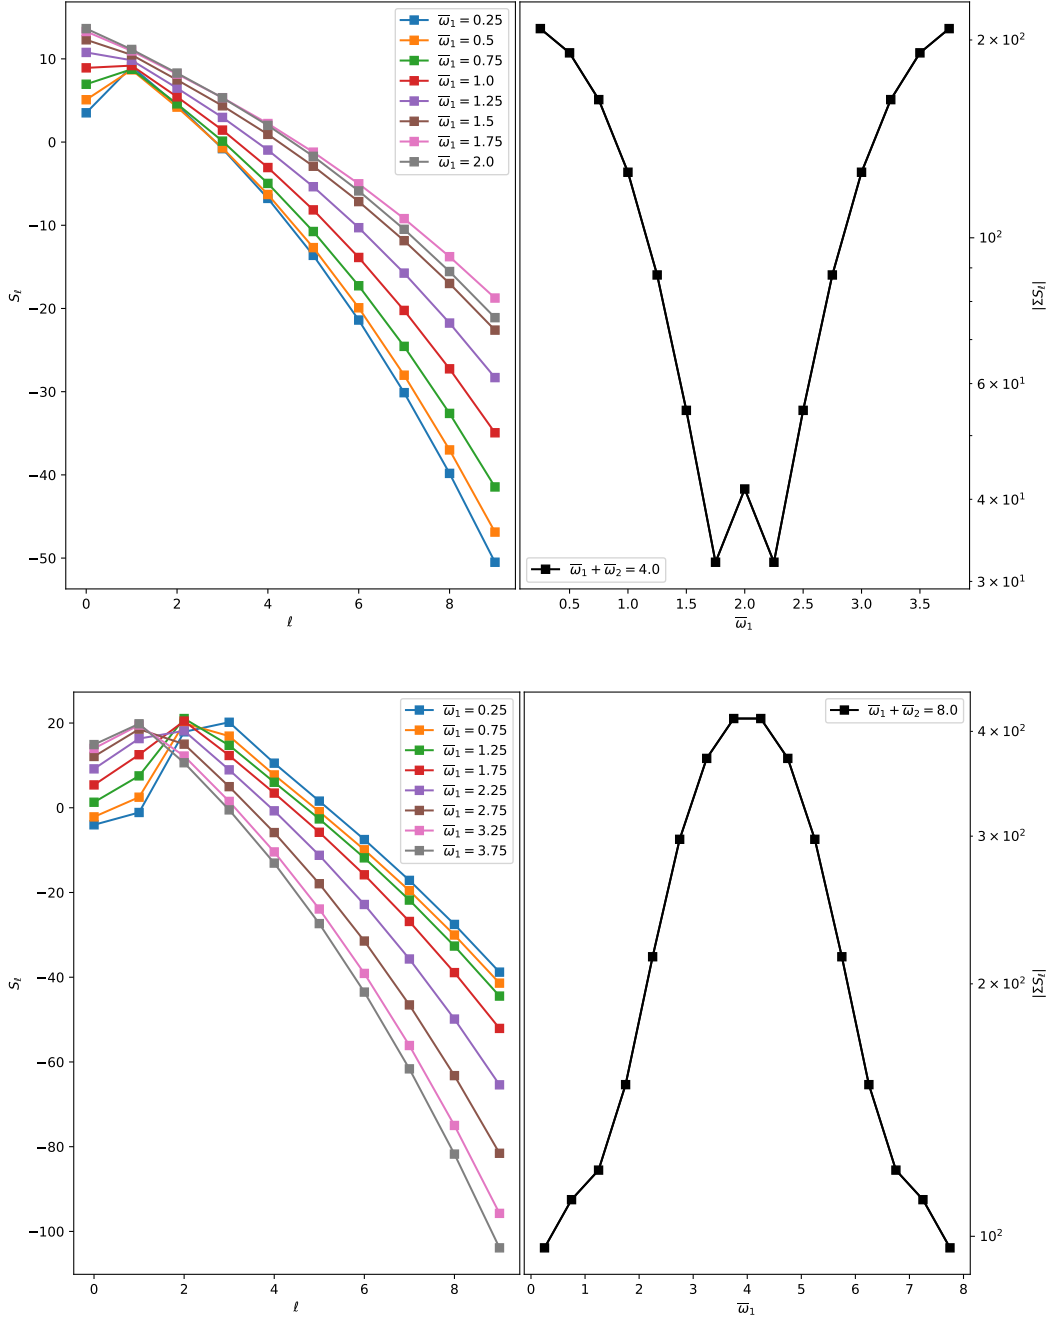 10
0
−10
−20
−30
−40
−50
S_ℓ
0 2 4 6 8
ℓ
ω̅₁ = 0.25
ω̅₁ = 0.5
ω̅₁ = 0.75
ω̅₁ = 1.0
ω̅₁ = 1.25
ω̅₁ = 1.5
ω̅₁ = 1.75
ω̅₁ = 2.0
2 × 10²
10²
6 × 10¹
4 × 10¹
3 × 10¹
|ΣS_ℓ|
ω̅₁ + ω̅₂ = 4.0
0.5 1.0 1.5 2.0 2.5 3.0 3.5
ω̅₁
20
0
−20
−40
−60
−80
−100
S_ℓ
0 2 4 6 8
ℓ
ω̅₁ = 0.25
ω̅₁ = 0.75
ω̅₁ = 1.25
ω̅₁ = 1.75
ω̅₁ = 2.25
ω̅₁ = 2.75
ω̅₁ = 3.25
ω̅₁ = 3.75
ω̅₁ + ω̅₂ = 8.0
4 × 10²
3 × 10²
2 × 10²
10²
|ΣS_ℓ|
0 1 2 3 4 5 6 7 8
ω̅₁